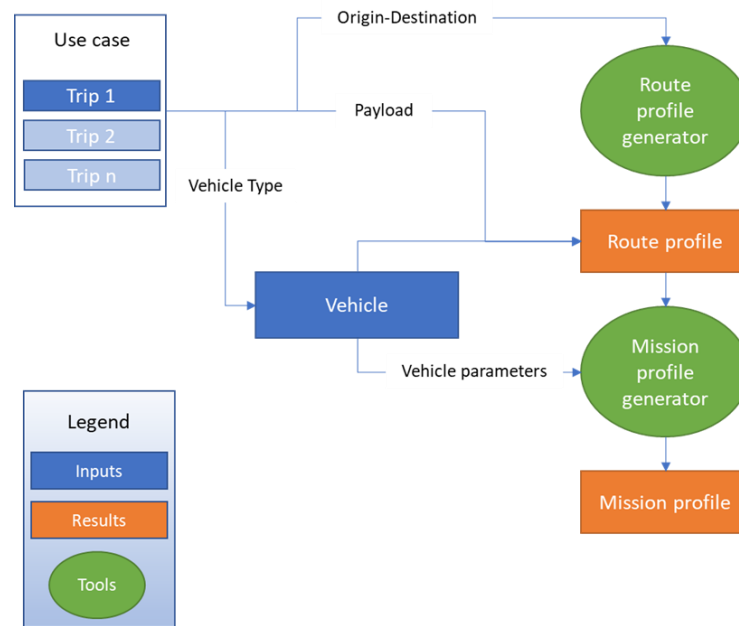 Use case
Trip 1
Trip 2
Trip n
Origin-Destination
Payload
Vehicle Type
Route
profile
generator
Route profile
Vehicle
Mission
profile
generator
Vehicle parameters
Mission profile
Legend
Inputs
Results
Tools